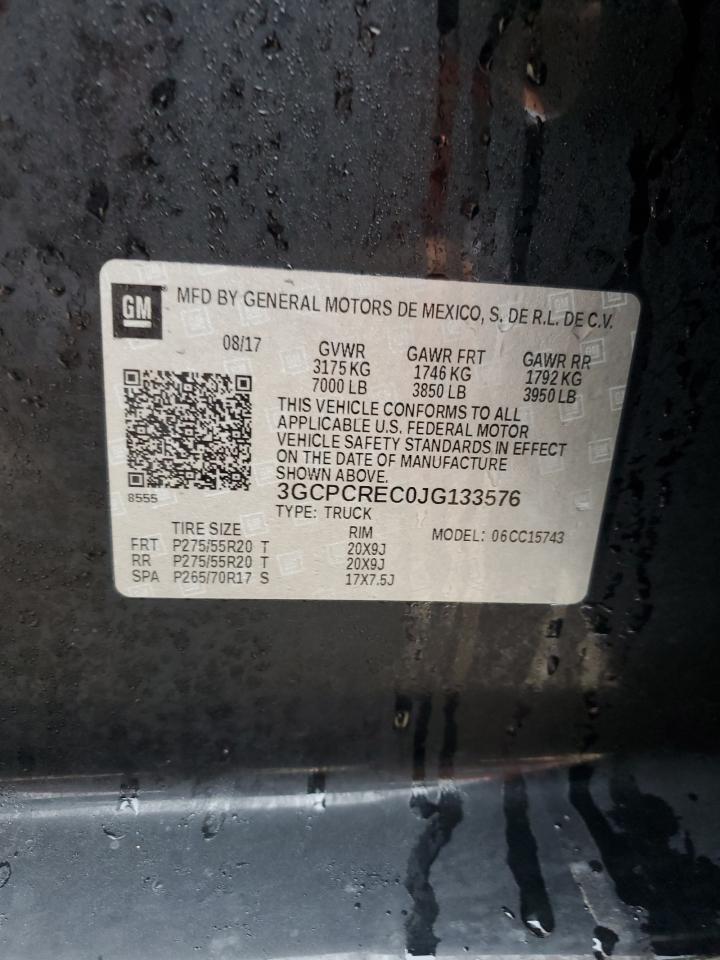 GM
MFD BY GENERAL MOTORS DE MEXICO, S. DE R.L. DE C.V.
08/17
GVWR GAWR FRT GAWR RR
3175 KG 1746 KG 1792 KG
7000 LB 3850 LB 3950 LB
THIS VEHICLE CONFORMS TO ALL
APPLICABLE U.S. FEDERAL MOTOR
VEHICLE SAFETY STANDARDS IN EFFECT
ON THE DATE OF MANUFACTURE
SHOWN ABOVE.
8555
3GCPCREC0JG133576
TYPE: TRUCK
TIRE SIZE RIM MODEL: 06CC15743
FRT P275/55R20 T 20X9J
RR P275/55R20 T 20X9J
SPA P265/70R17 S 17X7.5J